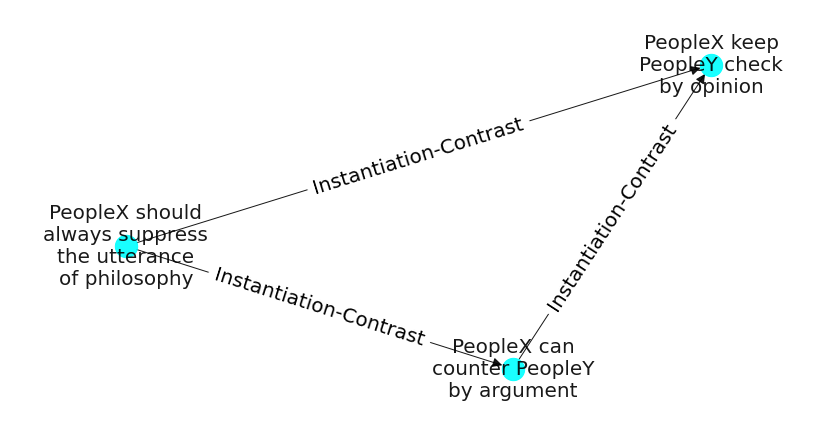 PeopleX keep
PeopleY check
by opinion
Instantiation-Contrast
Instantiation-Contrast
PeopleX should
always suppress
the utterance
of philosophy
Instantiation-Contrast
PeopleX can
counter PeopleY
by argument